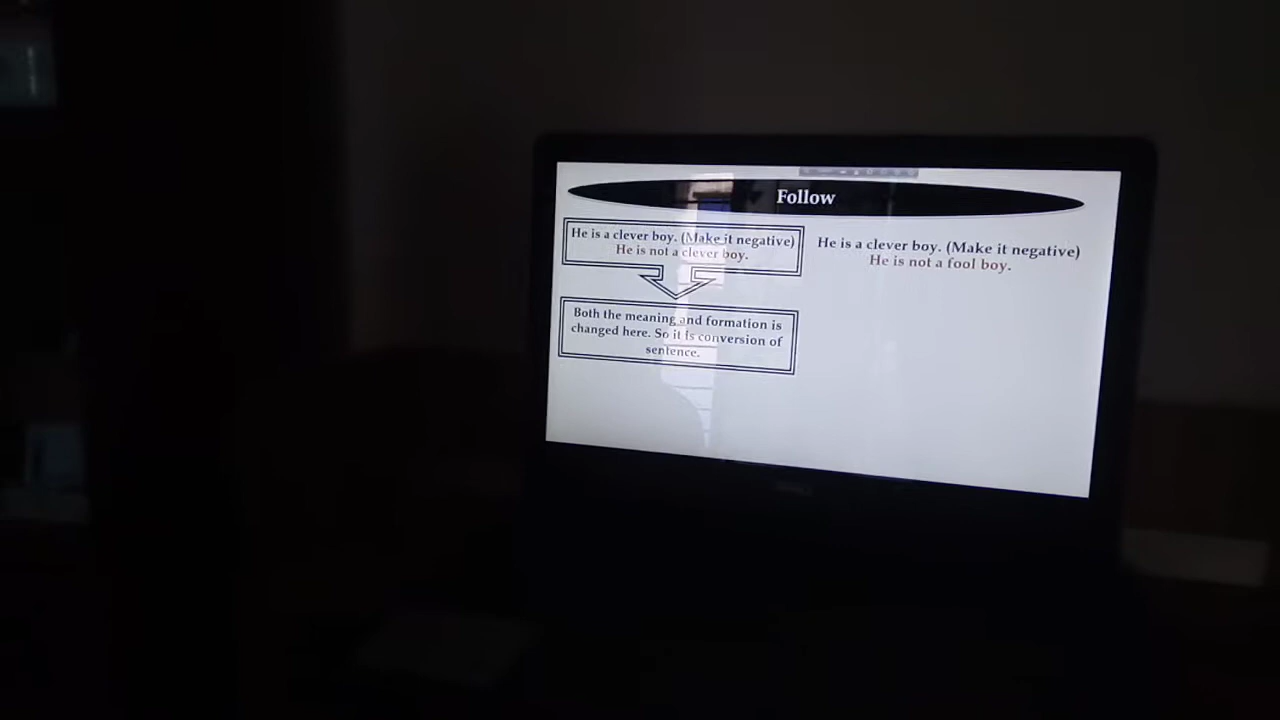 Follow
He is a clever boy. (Make it negative)
He is not a clever boy.
Both the meaning and formation is
changed here. So it is conversion of
sentence.
He is a clever boy. (Make it negative)
He is not a fool boy.